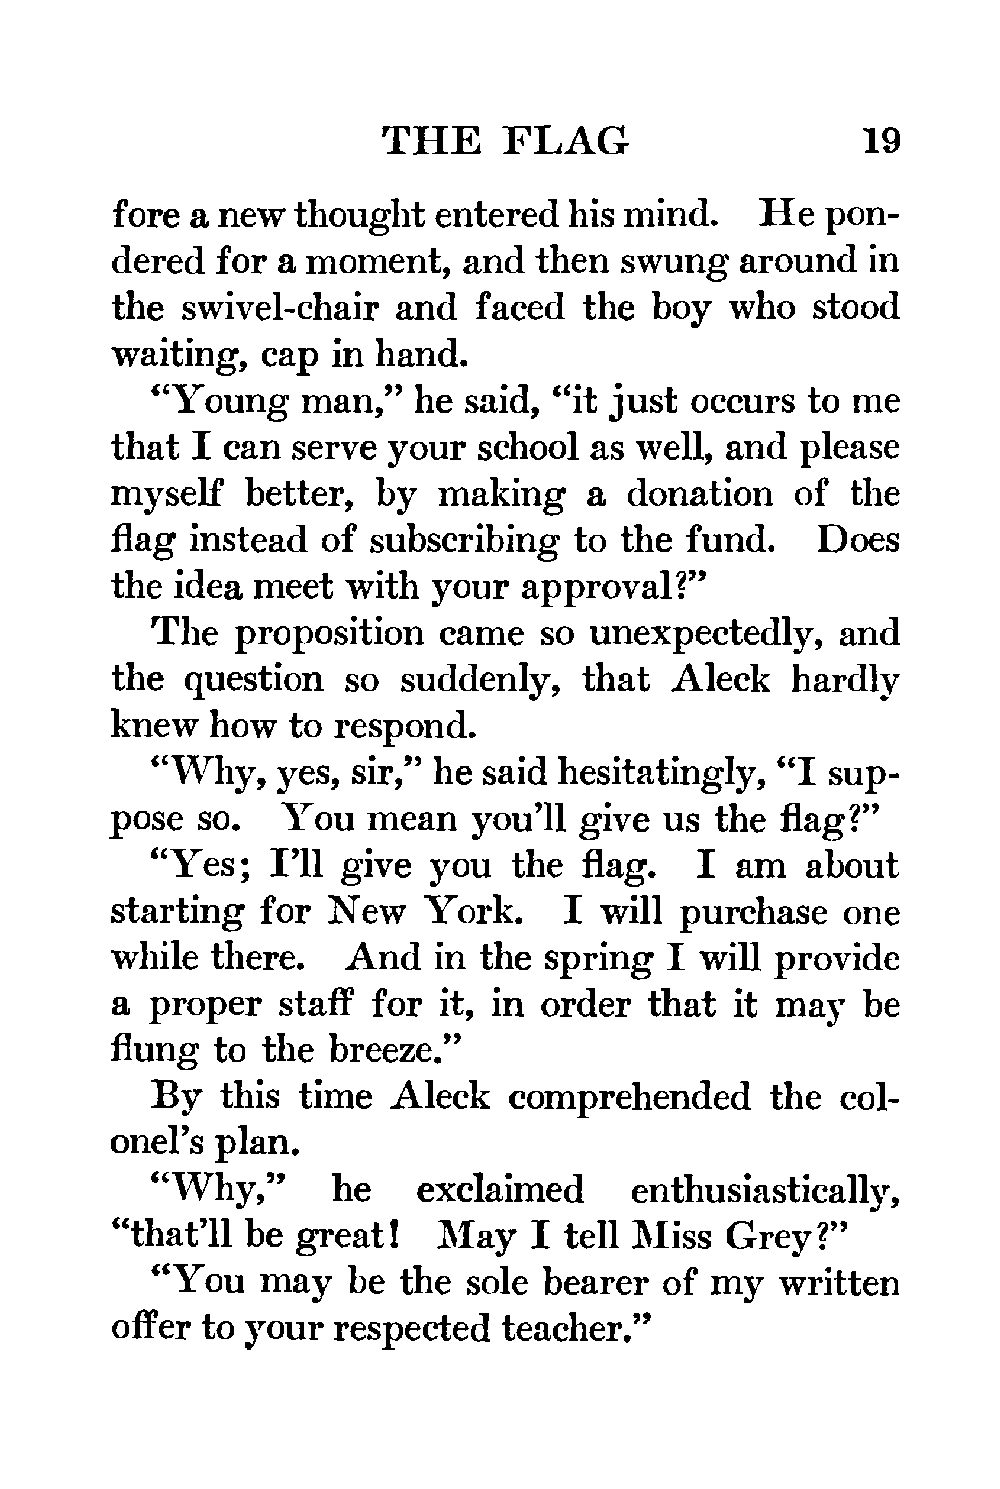 THE FLAG 19
fore a new thought entered his mind. He pon-
dered for a moment, and then swung around in
the swivel-chair and faced the boy who stood
waiting, cap in hand.
“Young man,” he said, “it just occurs to me
that I can serve your school as well, and please
myself better, by making a donation of the
flag instead of subscribing to the fund. Does
the idea meet with your approval?”
The proposition came so unexpectedly, and
the question so suddenly, that Aleck hardly
knew how to respond.
“Why, yes, sir,” he said hesitatingly, “I sup-
pose so. You mean you’ll give us the flag?”
“Yes; I’ll give you the flag. I am about
starting for New York. I will purchase one
while there. And in the spring I will provide
a proper staff for it, in order that it may be
flung to the breeze.”
By this time Aleck comprehended the col-
onel’s plan.
“Why,” he exclaimed enthusiastically,
“that’ll be great! May I tell Miss Grey?”
“You may be the sole bearer of my written
offer to your respected teacher.”